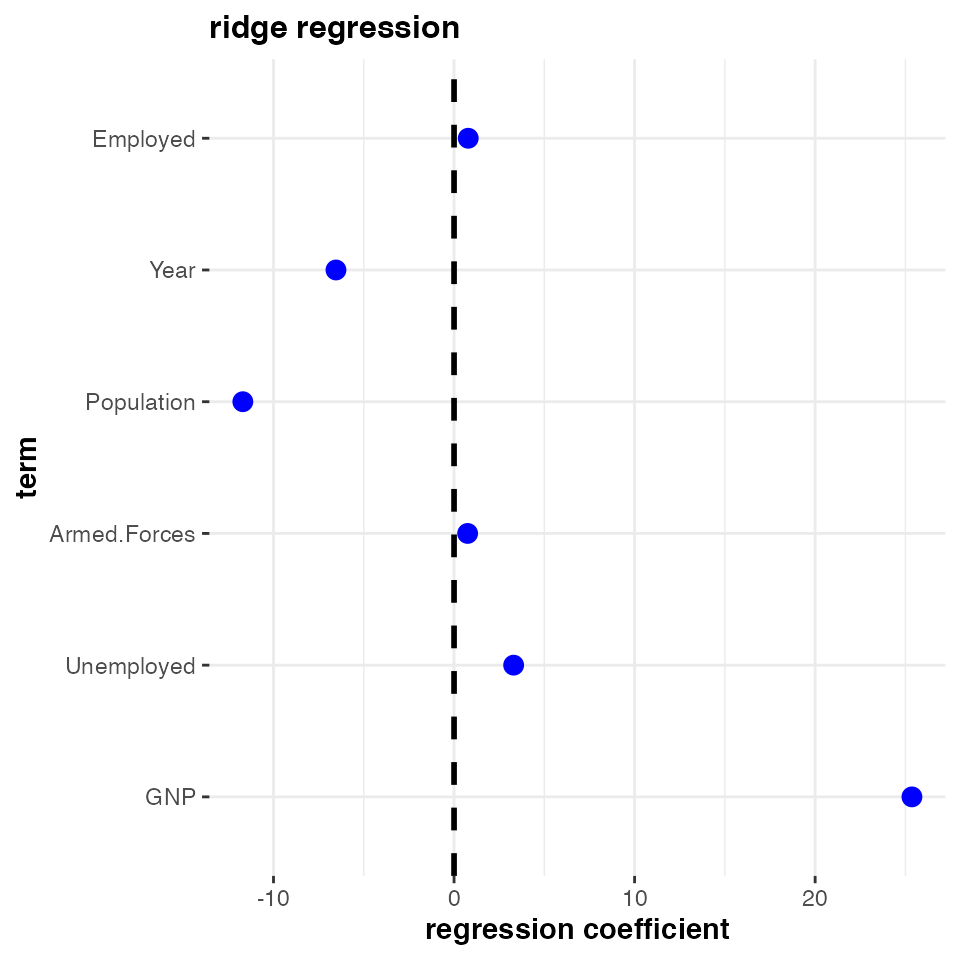 ridge regression
term
Employed
Year
Population
Armed.Forces
Unemployed
GNP
-10 0 10 20
regression coefficient